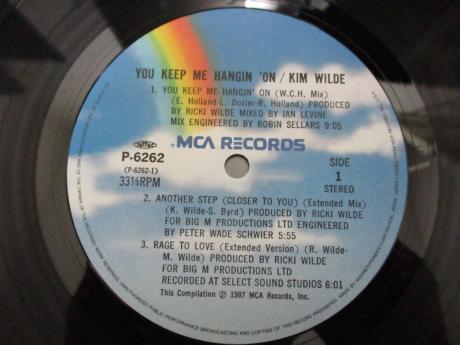 YOU KEEP ME HANGIN 'ON / KIM WILDE
1. YOU KEEP ME HANGIN' ON (W.C.H. Mix)
(E. Holland-L. Dozier-B. Holland) PRODUCED
BY RICKI WILDE MIXED BY IAN LEVINE
MIX ENGINEERED BY ROBIN SELLARS 9:05
MCA RECORDS
P-6262
(P-6262-1)
33⅓RPM
SIDE
1
STEREO
2. ANOTHER STEP (CLOSER TO YOU) (Extended Mix)
(K. Wilde-S. Byrd) PRODUCED BY RICKI WILDE
FOR BIG M PRODUCTIONS LTD ENGINEERED
BY PETER WADE SCHWIER 5:55
3. RAGE TO LOVE (Extended Version) (R. Wilde-
M. Wilde) PRODUCED BY RICKI WILDE
FOR BIG M PRODUCTIONS LTD
RECORDED AT SELECT SOUND STUDIOS 6:01
This Compilation ℗ 1987 MCA Records, Inc.